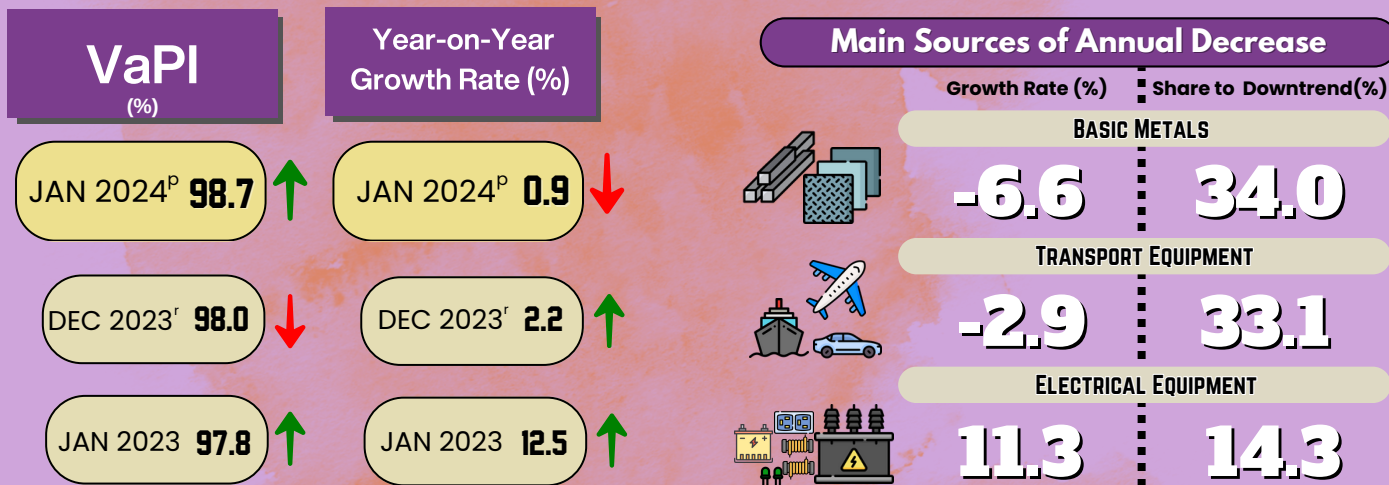 VaPI
(%)
JAN 2024ᵖ 98.7
DEC 2023ʳ 98.0
JAN 2023 97.8
Year-on-Year
Growth Rate (%)
JAN 2024ᵖ 0.9
DEC 2023ʳ 2.2
JAN 2023 12.5
Main Sources of Annual Decrease
Growth Rate (%) Share to Downtrend(%)
BASIC METALS
-6.6 34.0
TRANSPORT EQUIPMENT
-2.9 33.1
ELECTRICAL EQUIPMENT
11.3 14.3